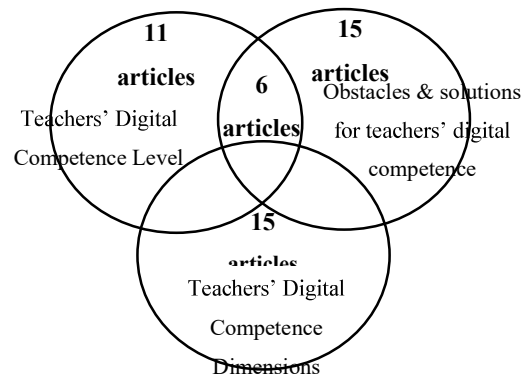 11
articles
Teachers’ Digital
Competence Level
6
articles
15
articles
Obstacles & solutions
for teachers’ digital
competence
15
articles
Teachers’ Digital
Competence
Dimensions